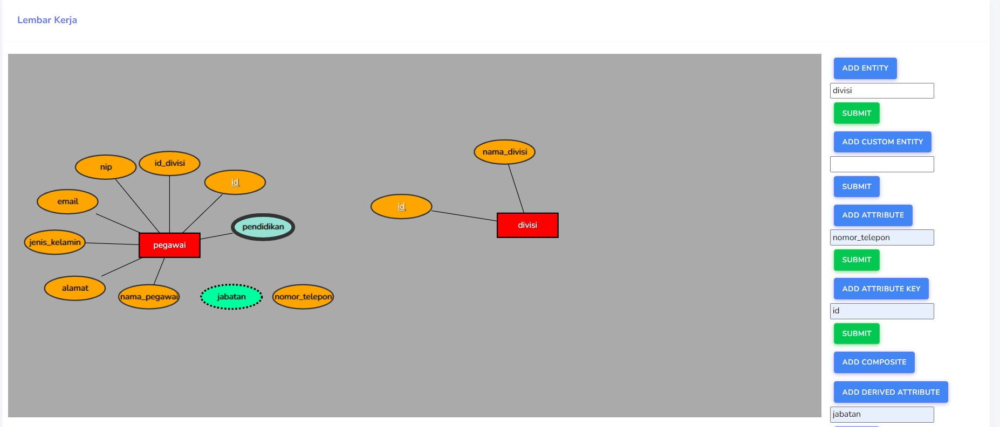 Lembar Kerja
nama_divisi
id_divisi
nip
id
email
id
pendidikan
divisi
jenis_kelamin
pegawai
alamat
nama_pegawai
jabatan
nomor_telepon
ADD ENTITY
divisi
SUBMIT
ADD CUSTOM ENTITY
SUBMIT
ADD ATTRIBUTE
nomor_telepon
SUBMIT
ADD ATTRIBUTE KEY
id
SUBMIT
ADD COMPOSITE
ADD DERIVED ATTRIBUTE
jabatan